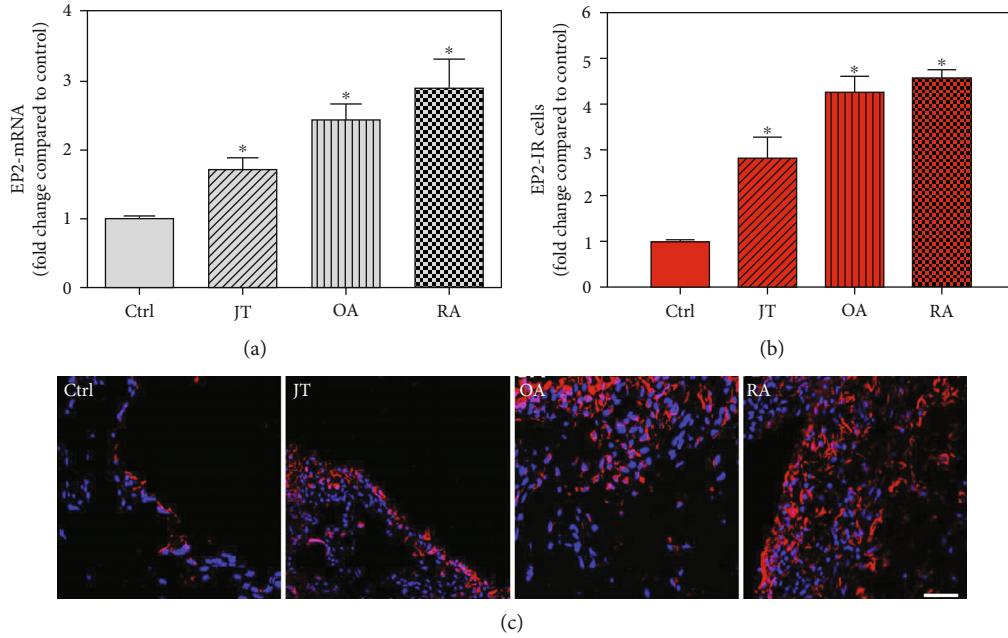 EP2-mRNA
(fold change compared to control)
4
3
2
1
0
*
*
*
Ctrl
JT
OA
RA
(a)
EP2-IR cells
(fold change compared to control)
6
5
4
3
2
1
0
*
*
*
Ctrl
JT
OA
RA
(b)
Ctrl
JT
OA
RA
(c)